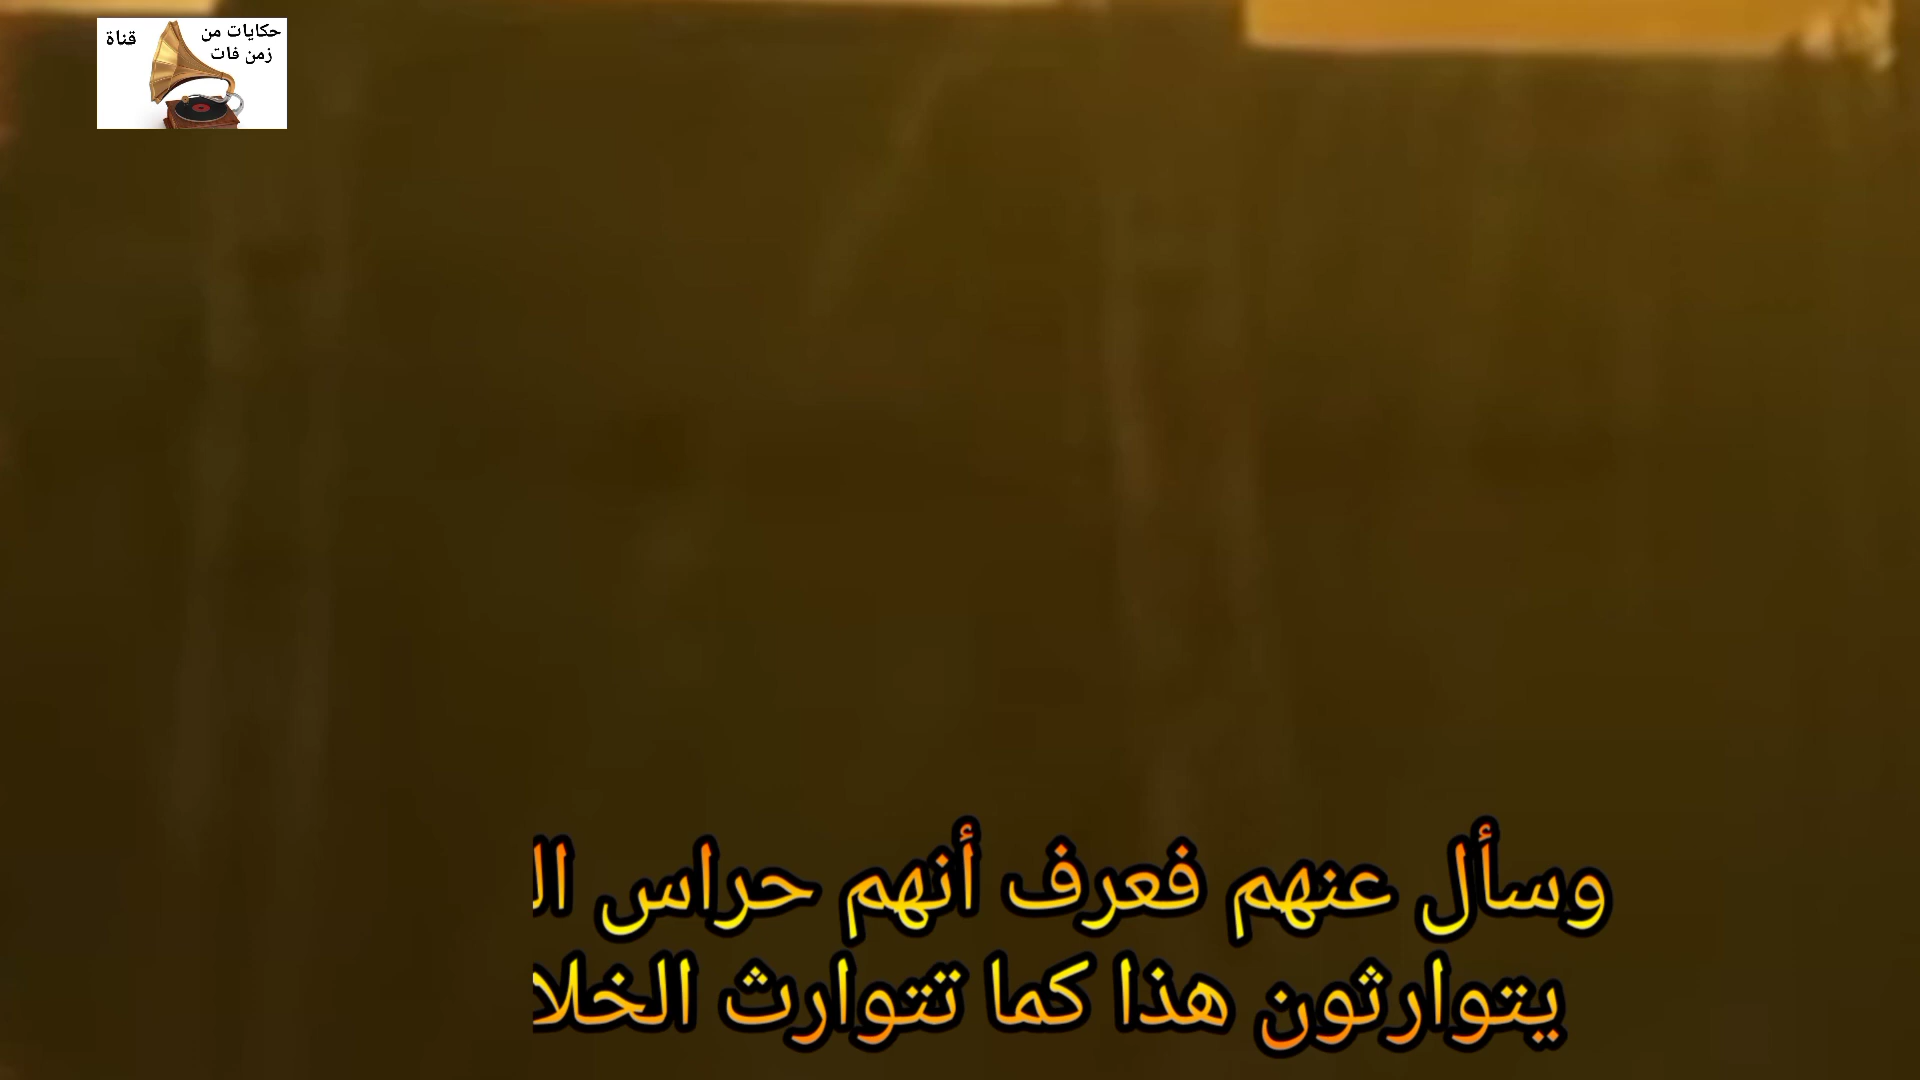 قناة
حكايات من
زمن فات
وسأل عنهم فعرف أنهم حراس
يتوارثون هذا كما تتوارث